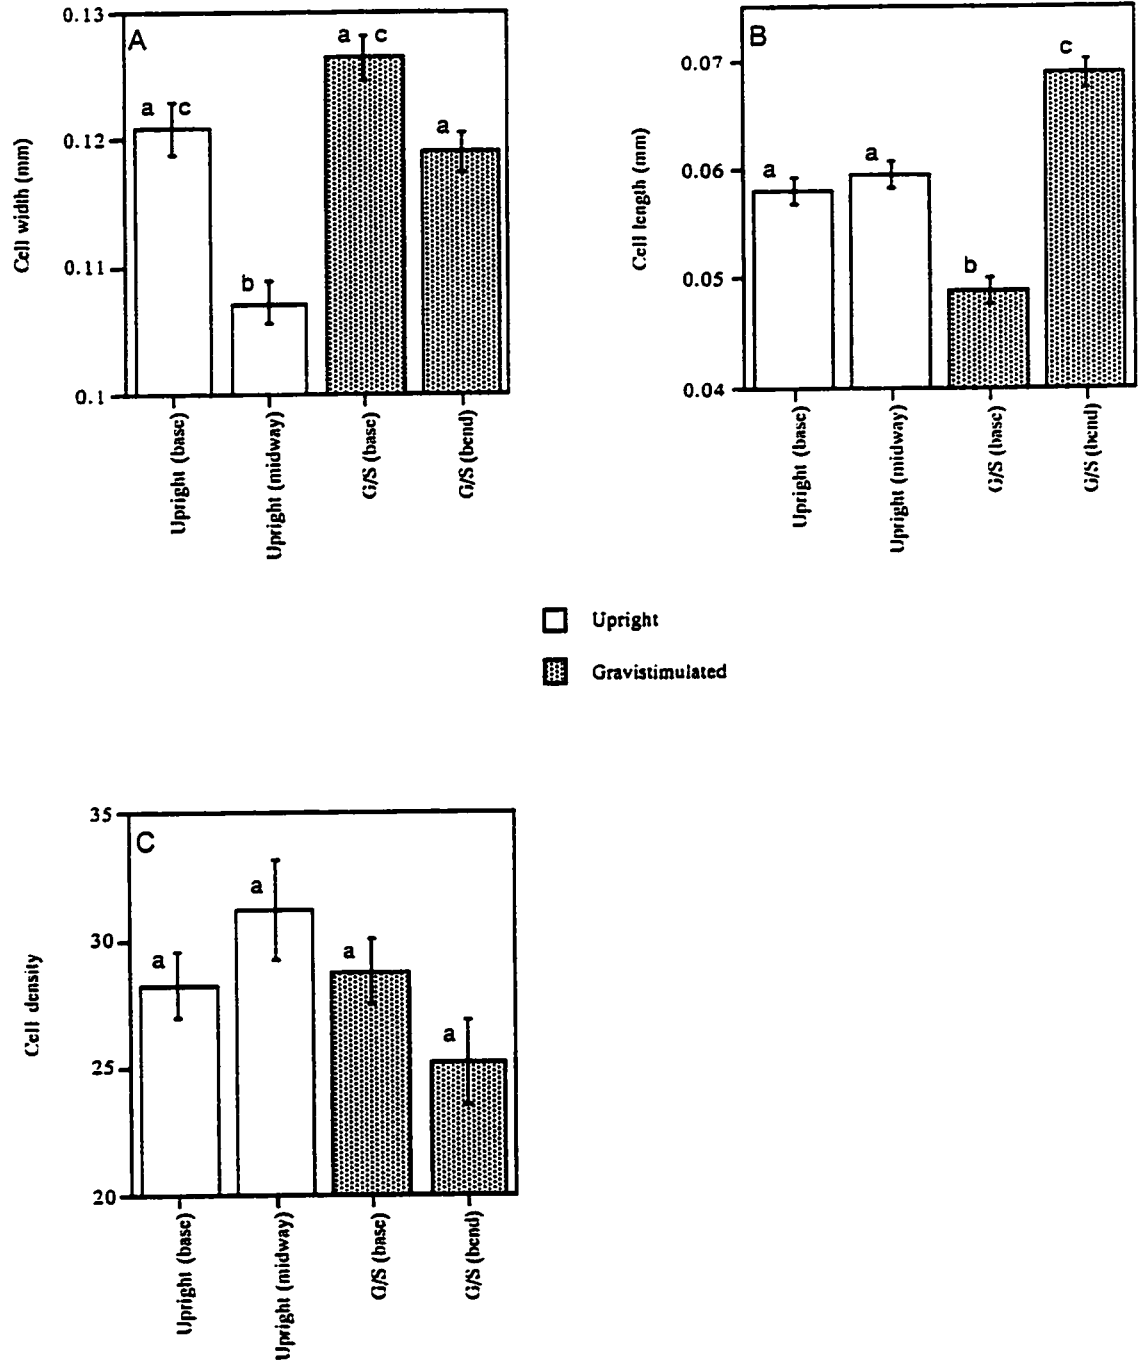 A
0.13
0.12
0.11
0.1
Cell width (mm)
a c
b
a c
a
Upright (base)
Upright (midway)
G/S (base)
G/S (bend)
B
0.07
0.06
0.05
0.04
Cell length (mm)
a
a
b
c
Upright (base)
Upright (midway)
G/S (base)
G/S (bend)
Upright
Gravistimulated
C
35
30
25
20
Cell density
a
a
a
a
Upright (base)
Upright (midway)
G/S (base)
G/S (bend)